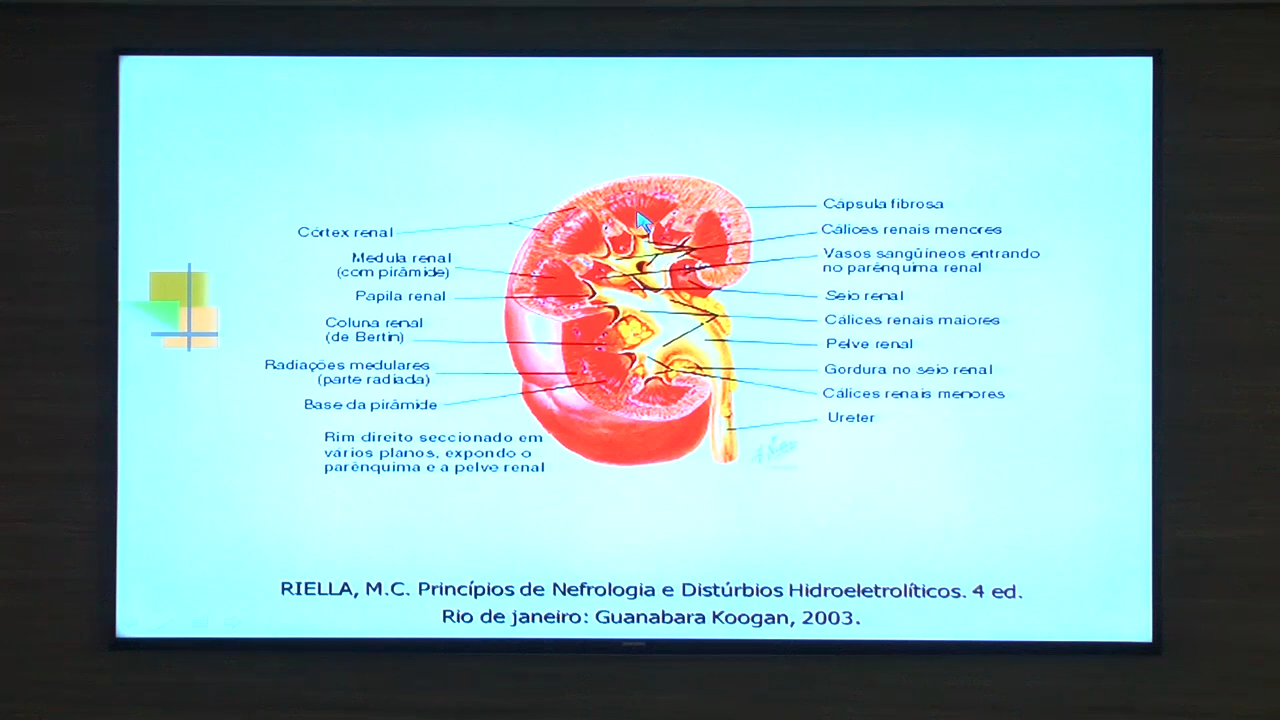 Córtex renal
Medula renal
(com pirâmide)
Papila renal
Coluna renal
(de Bertin)
Radiações medulares
(parte radiada)
Base da pirâmide
Rim direito seccionado em
vários planos, expondo o
parênquima e a pelve renal
Cápsula fibrosa
Cálices renais menores
Vasos sangüíneos entrando
no parênquima renal
Seio renal
Cálices renais maiores
Pelve renal
Gordura no seio renal
Cálices renais menores
Ureter
RIELLA, M.C. Princípios de Nefrologia e Distúrbios Hidroeletrolíticos. 4 ed.
Rio de janeiro: Guanabara Koogan, 2003.